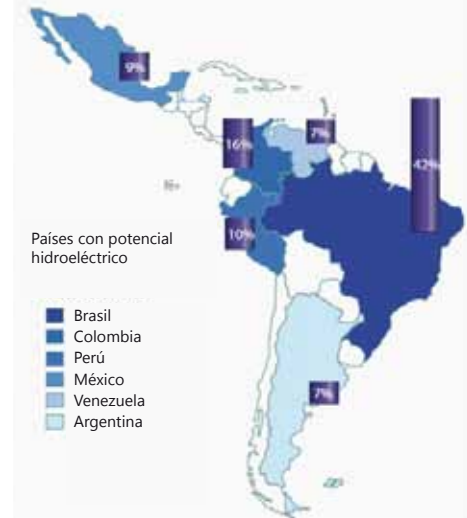 9%
16%
7%
42%
10%
Países con potencial
hidroeléctrico
Brasil
Colombia
Perú
México
Venezuela
Argentina
7%